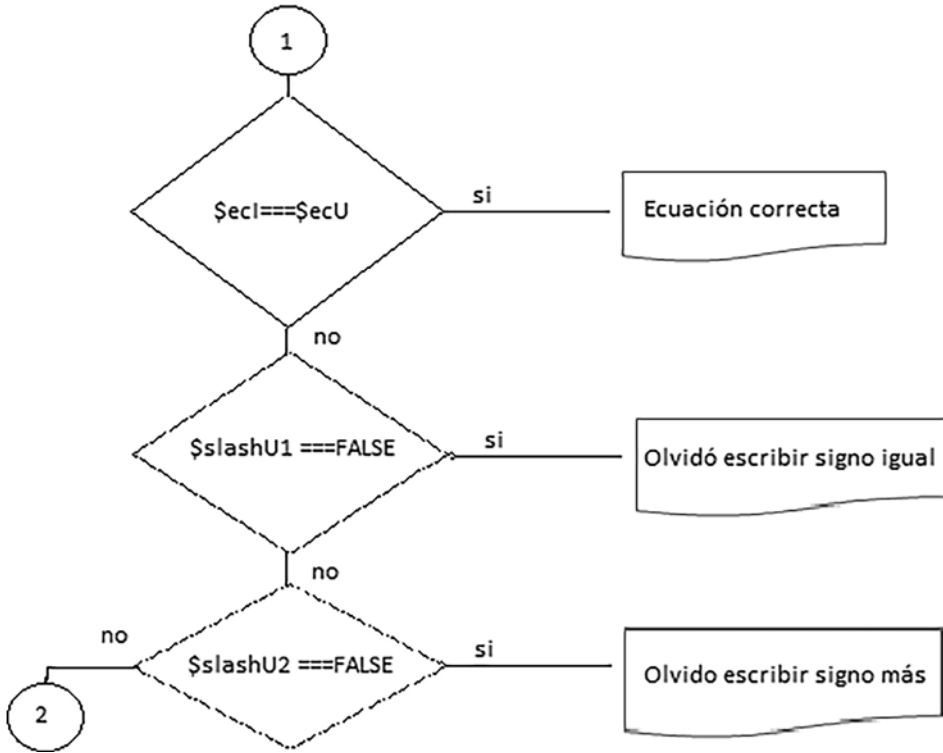 1
$ecI===$ecU
si
Ecuación correcta
no
$slashU1 ===FALSE
si
Olvidó escribir signo igual
no
no
$slashU2 ===FALSE
si
Olvido escribir signo más
2